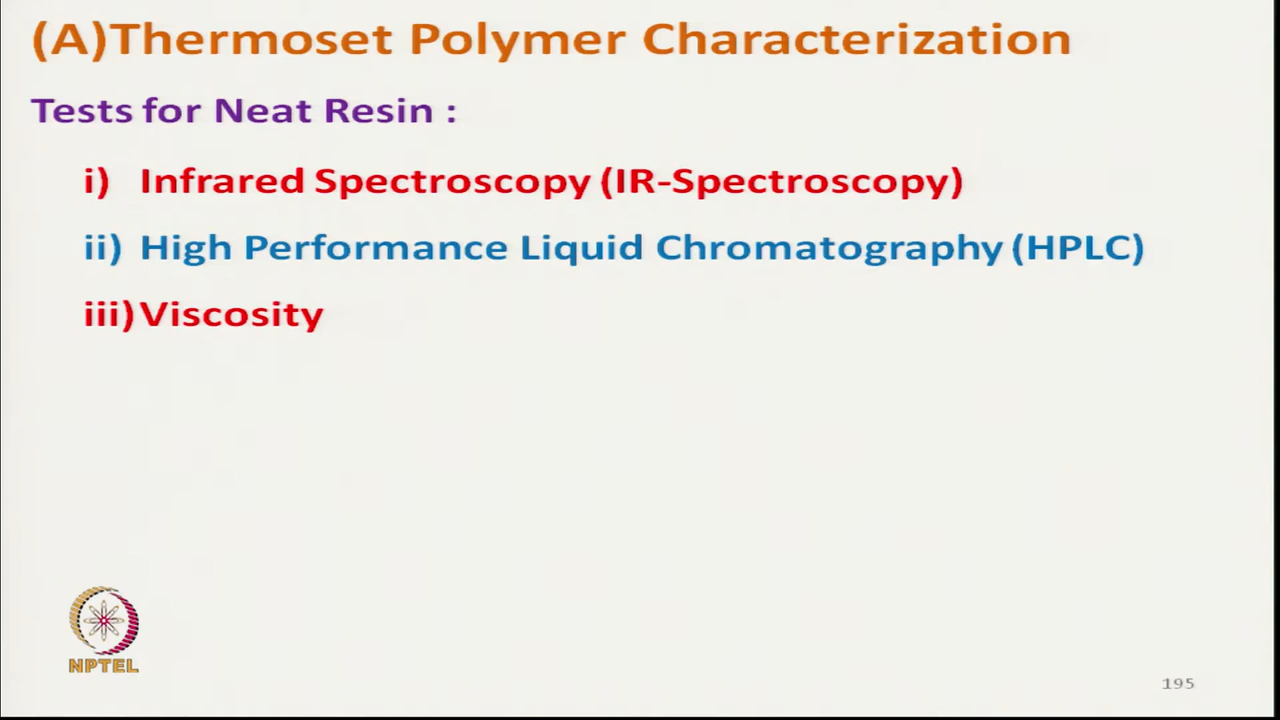 (A)Thermoset Polymer Characterization
Tests for Neat Resin :
i) Infrared Spectroscopy (IR-Spectroscopy)
ii) High Performance Liquid Chromatography (HPLC)
iii) Viscosity
NPTEL
195